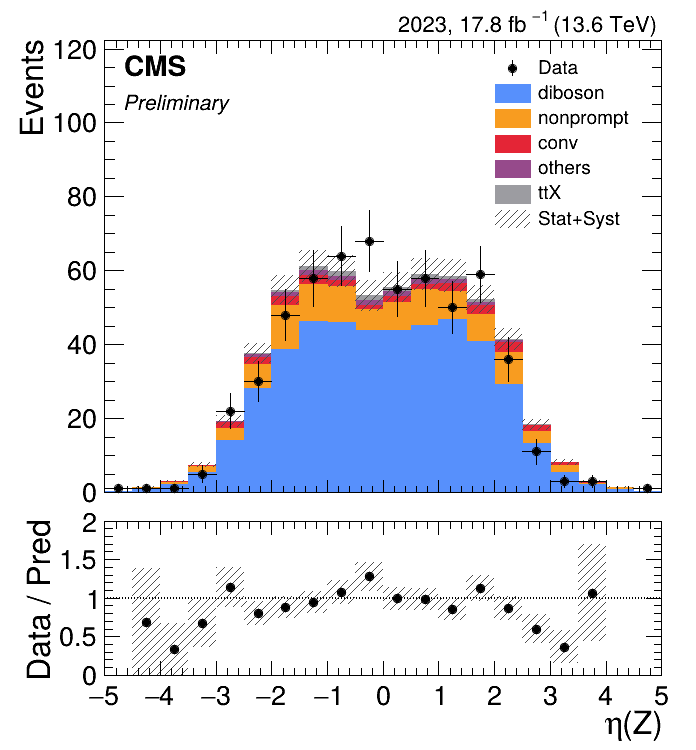 2023, 17.8 fb⁻¹ (13.6 TeV)
Events
120
100
80
60
40
20
0
CMS
Preliminary
Data
diboson
nonprompt
conv
others
ttX
Stat+Syst
Data / Pred
2
1.5
1
0.5
0
−5 −4 −3 −2 −1 0 1 2 3 4 5
η(Z)